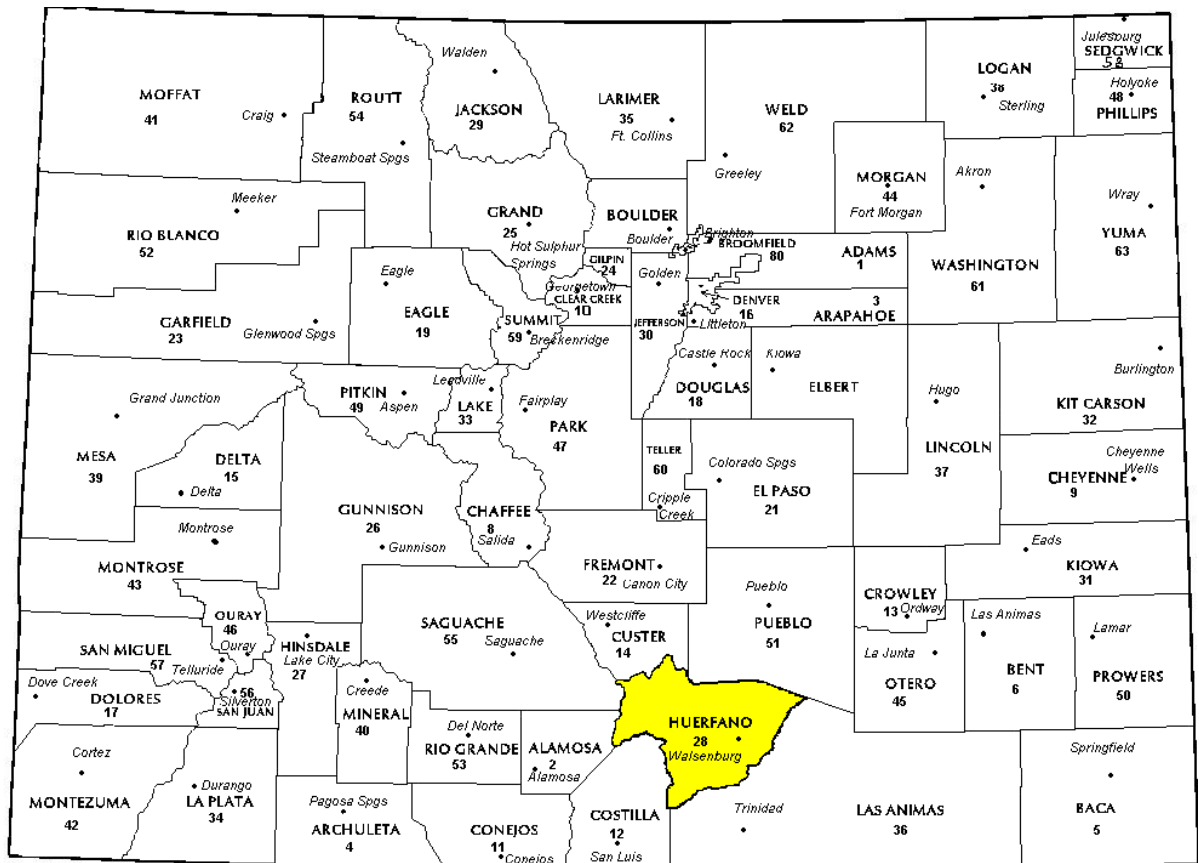 Julesburg
SEDGWICK
58
Walden
LOGAN
38
Sterling
Holyoke
48
PHILLIPS
MOFFAT
41
Craig
ROUTT
54
Steamboat Spgs
JACKSON
29
LARIMER
35
Ft. Collins
WELD
62
Greeley
MORGAN
44
Fort Morgan
Akron
Wray
YUMA
63
Meeker
RIO BLANCO
52
GRAND
25
Hot Sulphur
Springs
BOULDER
Boulder
Brighton
BROOMFIELD
80
ADAMS
1
WASHINGTON
61
GILPIN
24
Golden
Eagle
EAGLE
19
Georgetown
CLEAR CREEK
10
DENVER
16
3
ARAPAHOE
GARFIELD
23
Glenwood Spgs
SUMMIT
59
Breckenridge
JEFFERSON
30
Littleton
Castle Rock
DOUGLAS
18
Kiowa
ELBERT
Hugo
Burlington
KIT CARSON
32
Grand Junction
PITKIN
49
Aspen
Leedville
LAKE
33
Fairplay
PARK
47
MESA
39
DELTA
15
Delta
TELLER
60
Cripple
Creek
Colorado Spgs
EL PASO
21
LINCOLN
37
Cheyenne
Wells
CHEYENNE
9
GUNNISON
26
Gunnison
CHAFFEE
8
Salida
Montrose
MONTROSE
43
FREMONT
22
Canon City
Eads
KIOWA
31
OURAY
46
Ouray
SAGUACHE
55
Saguache
Westcliffe
CUSTER
14
Pueblo
PUEBLO
51
CROWLEY
13
Ordway
Las Animas
BENT
6
Lamar
PROWERS
50
SAN MIGUEL
57
Telluride
HINSDALE
Lake City
27
La Junta
OTERO
45
Dove Creek
DOLORES
17
56
Silverton
SAN JUAN
Creede
MINERAL
40
Del Norte
RIO GRANDE
53
ALAMOSA
2
Alamosa
HUERFANO
28
Walsenburg
Cortez
MONTEZUMA
42
Durango
LA PLATA
34
Pagosa Spgs
ARCHULETA
4
CONEJOS
11
Conejos
COSTILLA
12
San Luis
Trinidad
LAS ANIMAS
36
Springfield
BACA
5